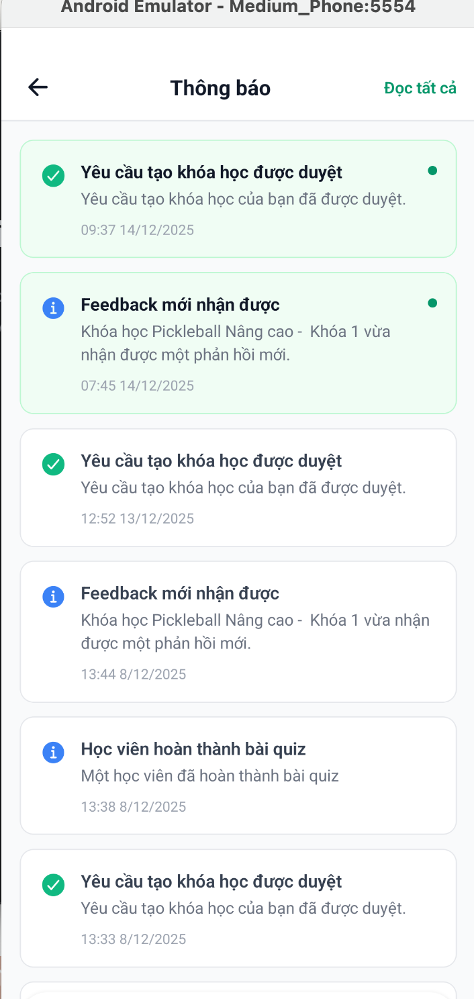 Android Emulator - Medium_Phone:5554
Thông báo
Đọc tất cả
Yêu cầu tạo khóa học được duyệt
Yêu cầu tạo khóa học của bạn đã được duyệt.
09:37 14/12/2025
Feedback mới nhận được
Khóa học Pickleball Nâng cao -  Khóa 1 vừa
nhận được một phản hồi mới.
07:45 14/12/2025
Yêu cầu tạo khóa học được duyệt
Yêu cầu tạo khóa học của bạn đã được duyệt.
12:52 13/12/2025
Feedback mới nhận được
Khóa học Pickleball Nâng cao -  Khóa 1 vừa nhận
được một phản hồi mới.
13:44 8/12/2025
Học viên hoàn thành bài quiz
Một học viên đã hoàn thành bài quiz
13:38 8/12/2025
Yêu cầu tạo khóa học được duyệt
Yêu cầu tạo khóa học của bạn đã được duyệt.
13:33 8/12/2025